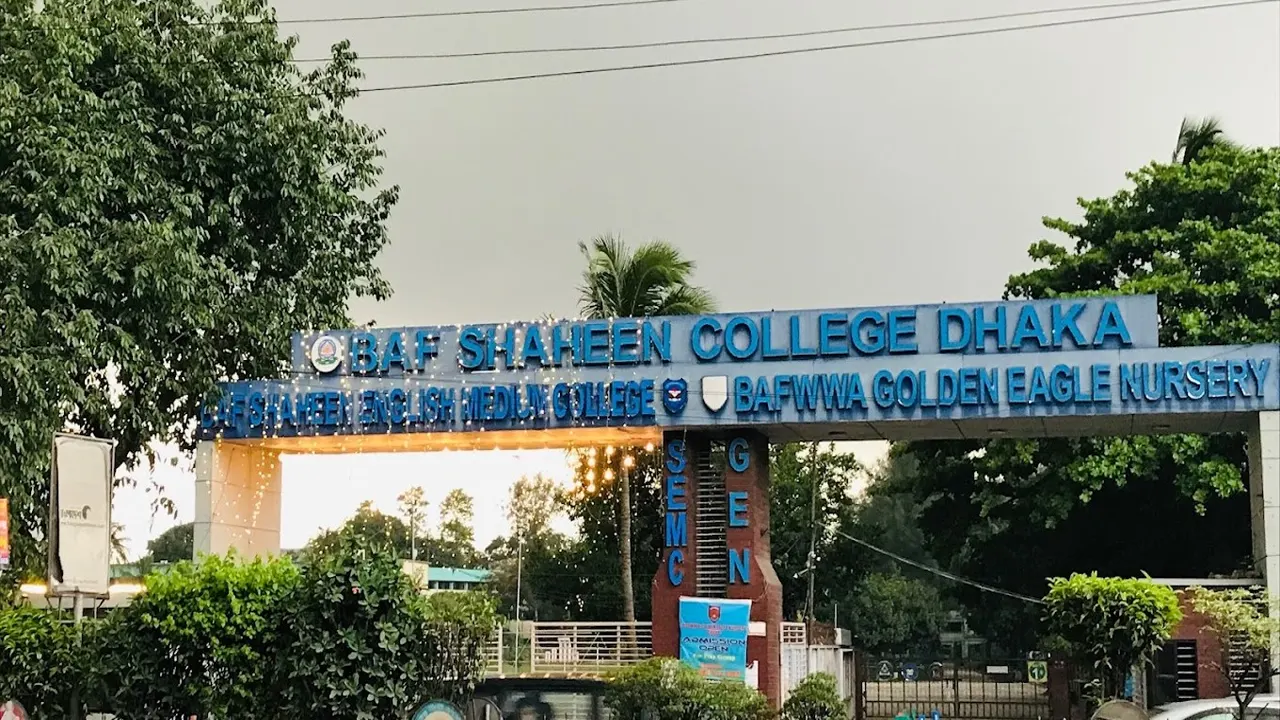 BAF SHAHEEN COLLEGE DHAKA
BAF SHAHEEN ENGLISH MEDIUM COLLEGE
BAFWWA GOLDEN EAGLE NURSERY
SEMC
GEN
ADMISSION
OPEN